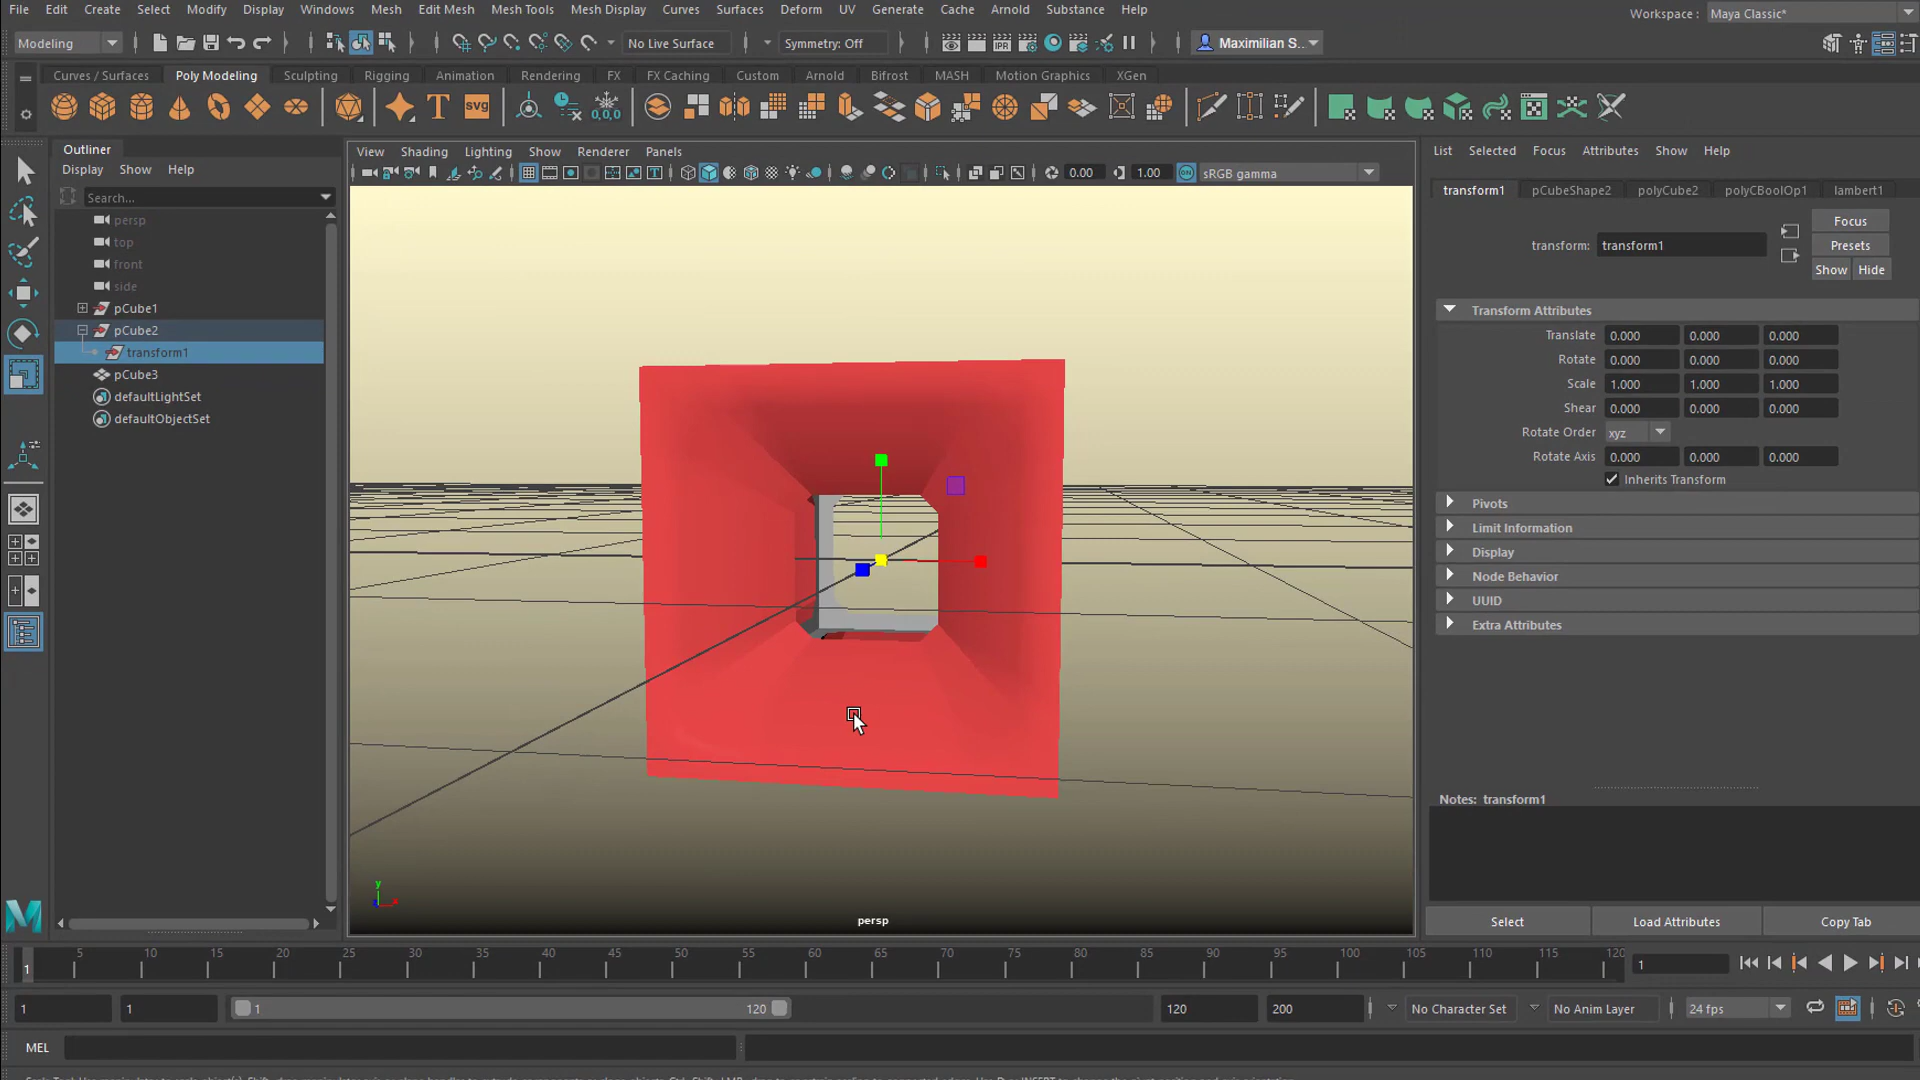 File Edit Create Select Modify Display Windows Mesh Edit Mesh Mesh Tools Mesh Display Curves Surfaces Deform UV Generate Cache Arnold Substance Help
Workspace : Maya Classic*
Modeling No Live Surface Symmetry: Off Maximilian S..
Curves / Surfaces Poly Modeling Sculpting Rigging Animation Rendering FX FX Caching Custom Arnold Bifrost MASH Motion Graphics XGen
T svg 0,0,0
Outliner
Display Show Help
Search...
persp
top
front
side
pCube1
pCube2
transform1
pCube3
defaultLightSet
defaultObjectSet
View Shading Lighting Show Renderer Panels
IPR
0.00 1.00 ON sRGB gamma
y
persp
List Selected Focus Attributes Show Help
transform1 pCubeShape2 polyCube2 polyCBoolOp1 lambert1
Focus
transform: transform1 Presets
Show Hide
Transform Attributes
Translate 0.000 0.000 0.000
Rotate 0.000 0.000 0.000
Scale 1.000 1.000 1.000
Shear 0.000 0.000 0.000
Rotate Order xyz
Rotate Axis 0.000 0.000 0.000
Inherits Transform
Pivots
Limit Information
Display
Node Behavior
UUID
Extra Attributes
Notes: transform1
Select Load Attributes Copy Tab
1 5 10 15 20 25 30 35 40 45 50 55 60 65 70 75 80 85 90 95 100 105 110 115 120 1
1 1 1 120 120 200 No Character Set No Anim Layer 24 fps
MEL